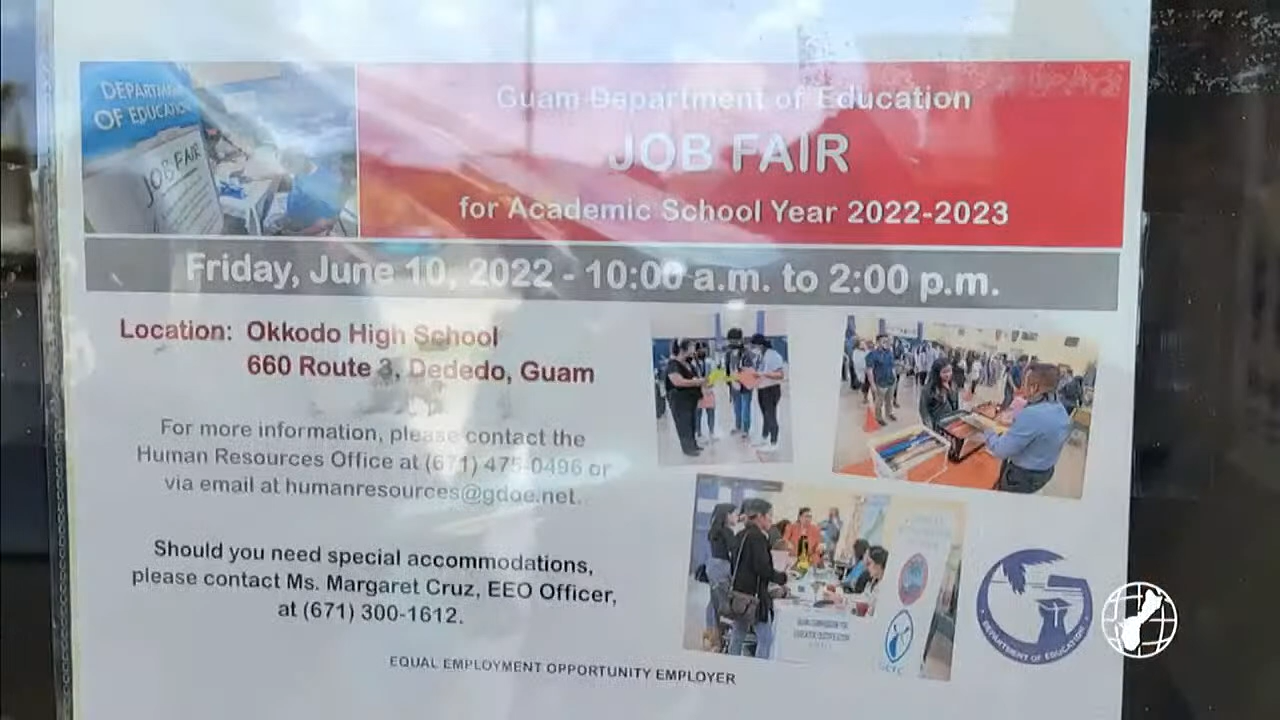 DEPARTMENT
OF EDUCATION
JOB FAIR
Guam Department of Education
JOB FAIR
for Academic School Year 2022-2023
Friday, June 10, 2022 - 10:00 a.m. to 2:00 p.m.
Location: Okkodo High School
660 Route 3, Dededo, Guam
For more information, please contact the
Human Resources Office at (671) 475-0496 or
via email at humanresources@gdoe.net.
Should you need special accommodations,
please contact Ms. Margaret Cruz, EEO Officer,
at (671) 300-1612.
EQUAL EMPLOYMENT OPPORTUNITY EMPLOYER
DEPARTMENT OF EDUCATION